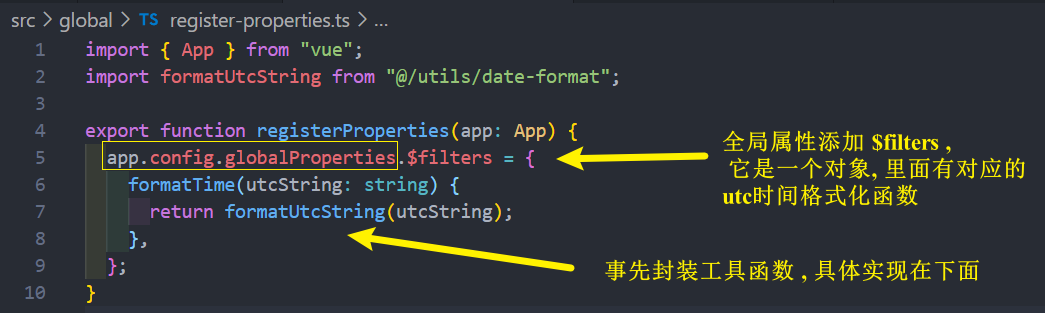 src > global > TS register-properties.ts > ...
1 import { App } from "vue";
2 import formatUtcString from "@/utils/date-format";
3
4 export function registerProperties(app: App) {
5 app.config.globalProperties.$filters = {
6 formatTime(utcString: string) {
7 return formatUtcString(utcString);
8 },
9 };
10 }
全局属性添加 $filters ,
它是一个对象, 里面有对应的
utc时间格式化函数
事先封装工具函数 , 具体实现在下面